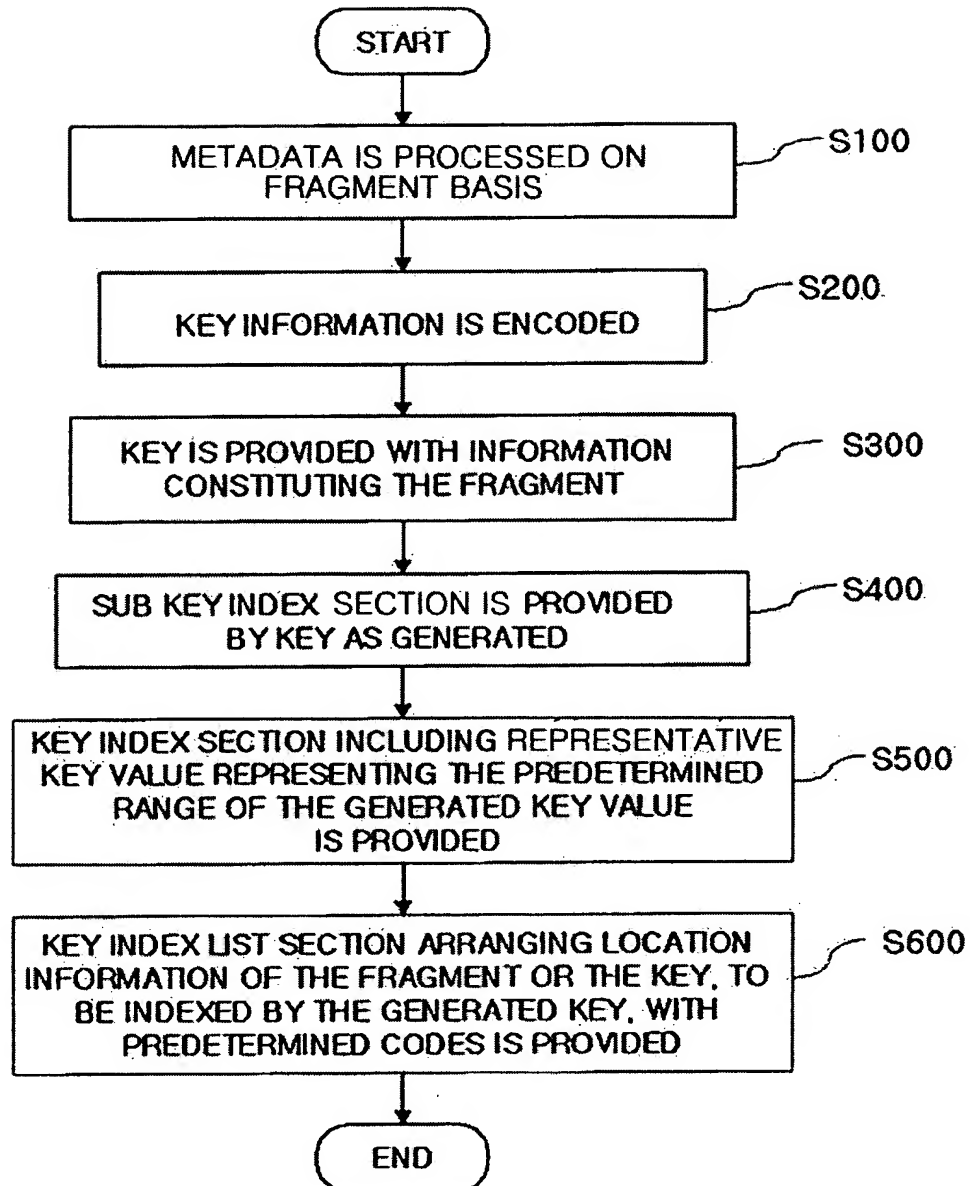 START
METADATA IS PROCESSED ON
FRAGMENT BASIS
S100
KEY INFORMATION IS ENCODED
S200
KEY IS PROVIDED WITH INFORMATION
CONSTITUTING THE FRAGMENT
S300
SUB KEY INDEX SECTION IS PROVIDED
BY KEY AS GENERATED
S400
KEY INDEX SECTION INCLUDING REPRESENTATIVE
KEY VALUE REPRESENTING THE PREDETERMINED
RANGE OF THE GENERATED KEY VALUE
IS PROVIDED
S500
KEY INDEX LIST SECTION ARRANGING LOCATION
INFORMATION OF THE FRAGMENT OR THE KEY, TO
BE INDEXED BY THE GENERATED KEY, WITH
PREDETERMINED CODES IS PROVIDED
S600
END